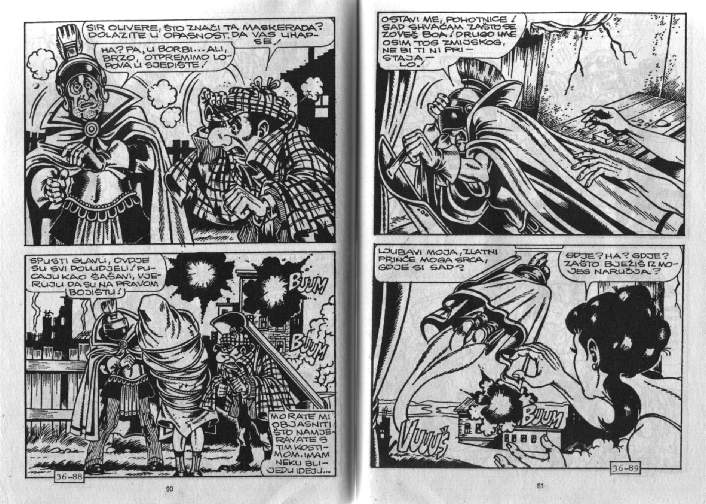 SIR OLIVERE, ŠTO ZNAČI TA MASKERADA?
DOLAZITE U OPASNOST, DA VAS UHAP-
SE!
HA? PA, U BORBI... ALI,
BRZO, OTPREMIMO LO-
POVA U SJEDIŠTE!
SPUSTI GLAVU, OVDJE
SU SVI POLUDJELI! PU-
CAJU KAO ŠAŠAVI, VJE-
RUJU DA SU NA PRAVOM
BOJIŠTU!
BUUM
BUUM
MORATE MI
OBJASNITI
ŠTO NAMJE-
RAVATE S
TIM KOSTI-
MOM. IMAM
NEKU BLI-
JEDU IDEJU...
36-88
80
OSTAVI ME, POHOTNICE!
SAD SHVAĆAM ZAŠTO SE
ZOVEŠ BOA! DRUGO IME
OSIM TOG ZMIJSKOG,
NE BI TI NI PRI-
STAJA-
LO!
LJUBAVI MOJA, ZLATNI
PRINČE MOGA SRCA,
GDJE SI SAD?
GDJE? HA? GDJE?
ZAŠTO BJEŽIŠ IZ MO-
JEG NARUČJA?
BUUM
VUUUŠ
36-89
81